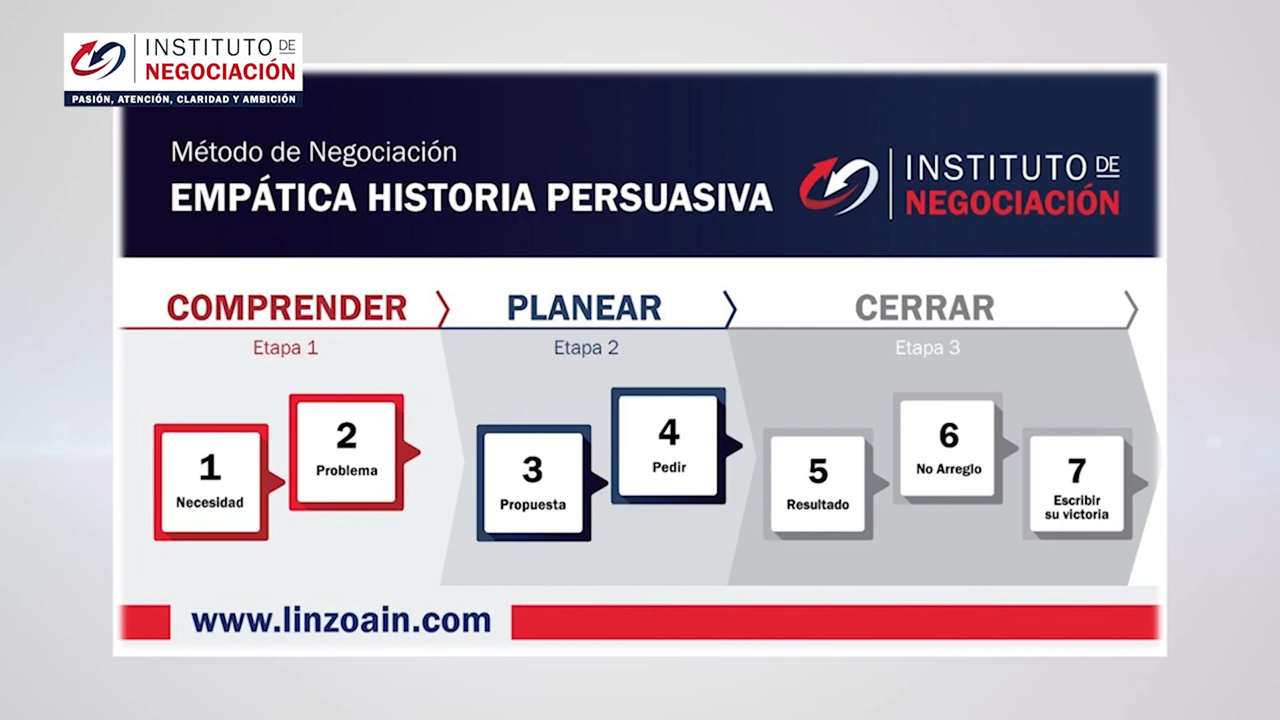 INSTITUTO DE
NEGOCIACIÓN
PASIÓN, ATENCIÓN, CLARIDAD Y AMBICIÓN
Método de Negociación
EMPÁTICA HISTORIA PERSUASIVA
INSTITUTO DE
NEGOCIACIÓN
COMPRENDER
Etapa 1
PLANEAR
Etapa 2
CERRAR
Etapa 3
1
Necesidad
2
Problema
3
Propuesta
4
Pedir
5
Resultado
6
No Arreglo
7
Escribir
su victoria
www.linzoain.com